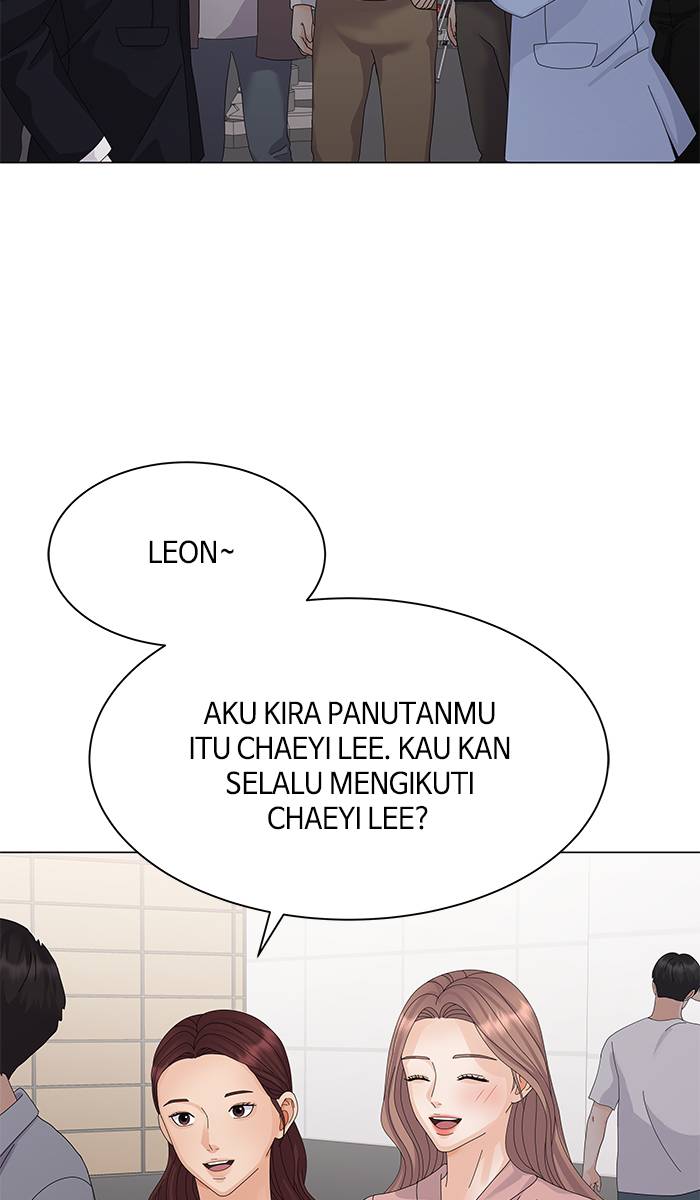 LEON~
AKU KIRA PANUTANMU
ITU CHAEYI LEE. KAU KAN
SELALU MENGIKUTI
CHAEYI LEE?